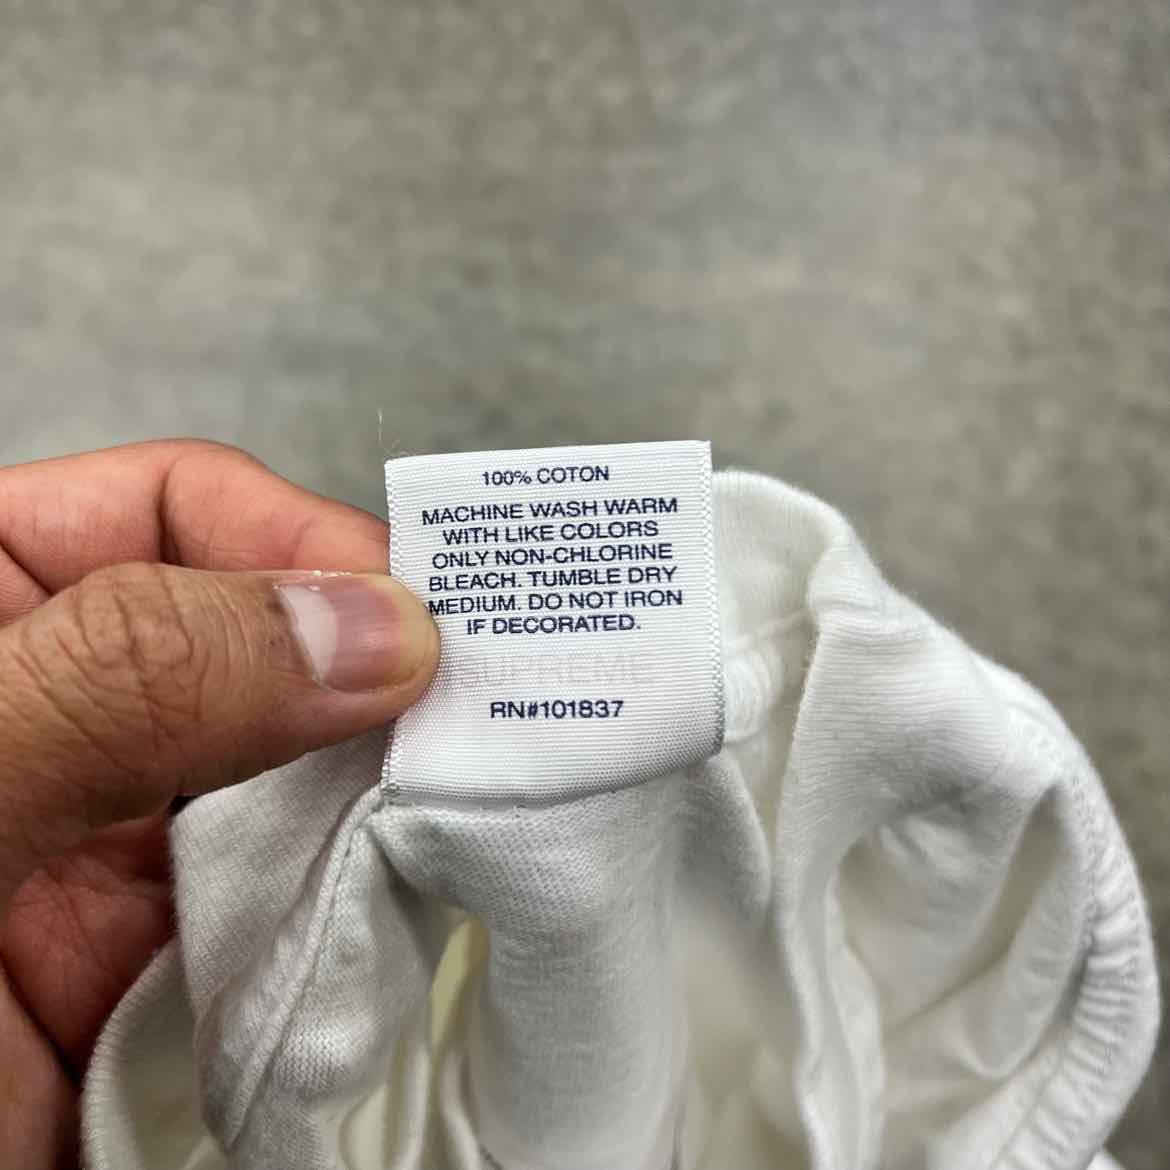 100% COTON
MACHINE WASH WARM
WITH LIKE COLORS
ONLY NON-CHLORINE
BLEACH. TUMBLE DRY
MEDIUM. DO NOT IRON
IF DECORATED.
SUPREME
RN#101837